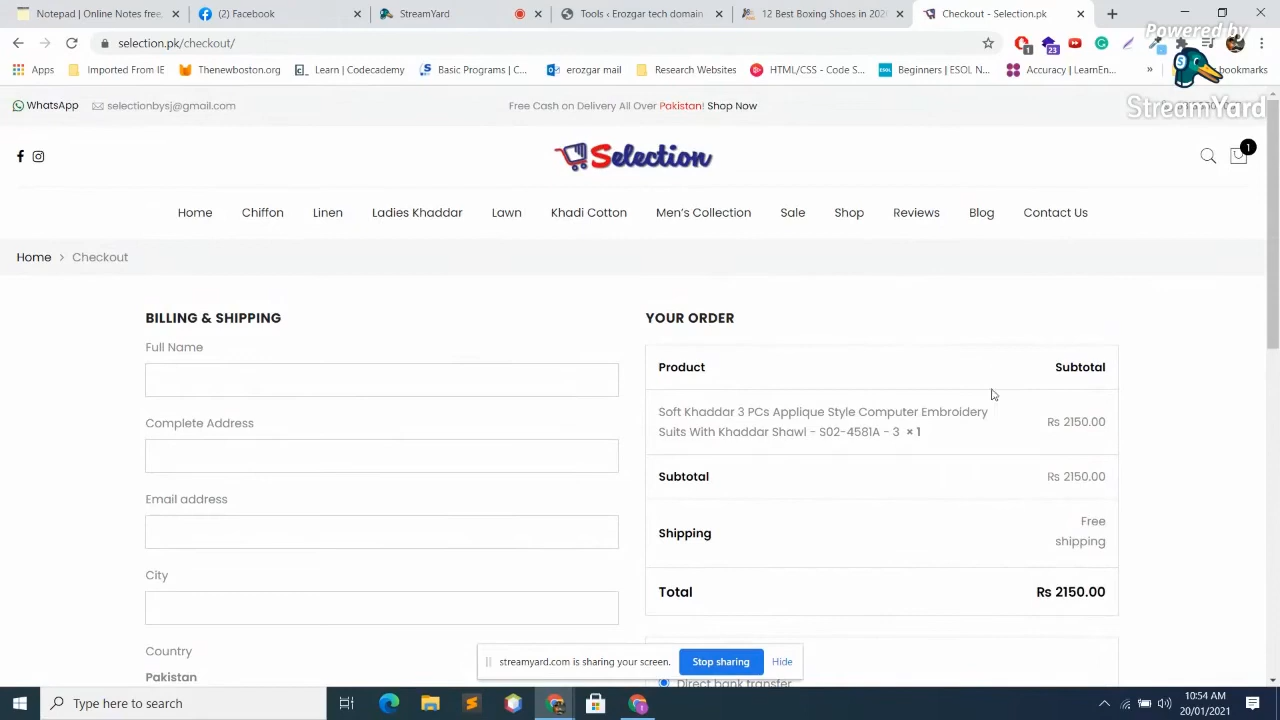 Notepad | Online Notes free.
(2) Facebook
StreamYard
Tools ‹ Erozgar tech domain
12 Best Boxing Shoes in 202
Checkout - Selection.pk
selection.pk/checkout/
1
23
Powered by
StreamYard
Apps
Imported From IE
Thenewboston.org
Learn | Codecademy
Basic Programs (C...
erozgar mail
Research Websites
HTML/CSS - Code S...
Beginners | ESOL N...
Accuracy | LearnEn...
»
bookmarks
WhatsApp
selectionbysj@gmail.com
Free Cash on Delivery All Over Pakistan! Shop Now
Selection
1
Home
Chiffon
Linen
Ladies Khaddar
Lawn
Khadi Cotton
Men's Collection
Sale
Shop
Reviews
Blog
Contact Us
Home > Checkout
BILLING & SHIPPING
Full Name
Complete Address
Email address
City
Country
Pakistan
YOUR ORDER
Product Subtotal
Soft Khaddar 3 PCs Applique Style Computer Embroidery
Suits With Khaddar Shawl - S02-4581A - 3 × 1
₨ 2150.00
Subtotal ₨ 2150.00
Shipping
Free
shipping
Total ₨ 2150.00
Direct bank transfer
streamyard.com is sharing your screen.
Stop sharing
Hide
Type here to search
10:54 AM
20/01/2021